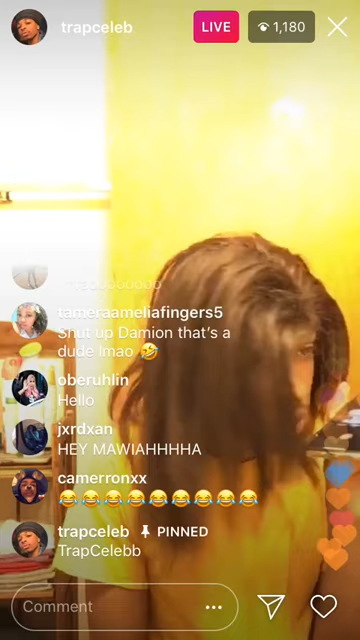 trapceleb
LIVE
1,180
tameraameliafingers5
Shut up Damion that's a
dude lmao 🤣
oberuhlin
Hello
jxrdxan
HEY MAWIAHHHHA
camerronxx
😂😂😂😂😂😂😂😂😂
trapceleb PINNED
TrapCelebb
Comment